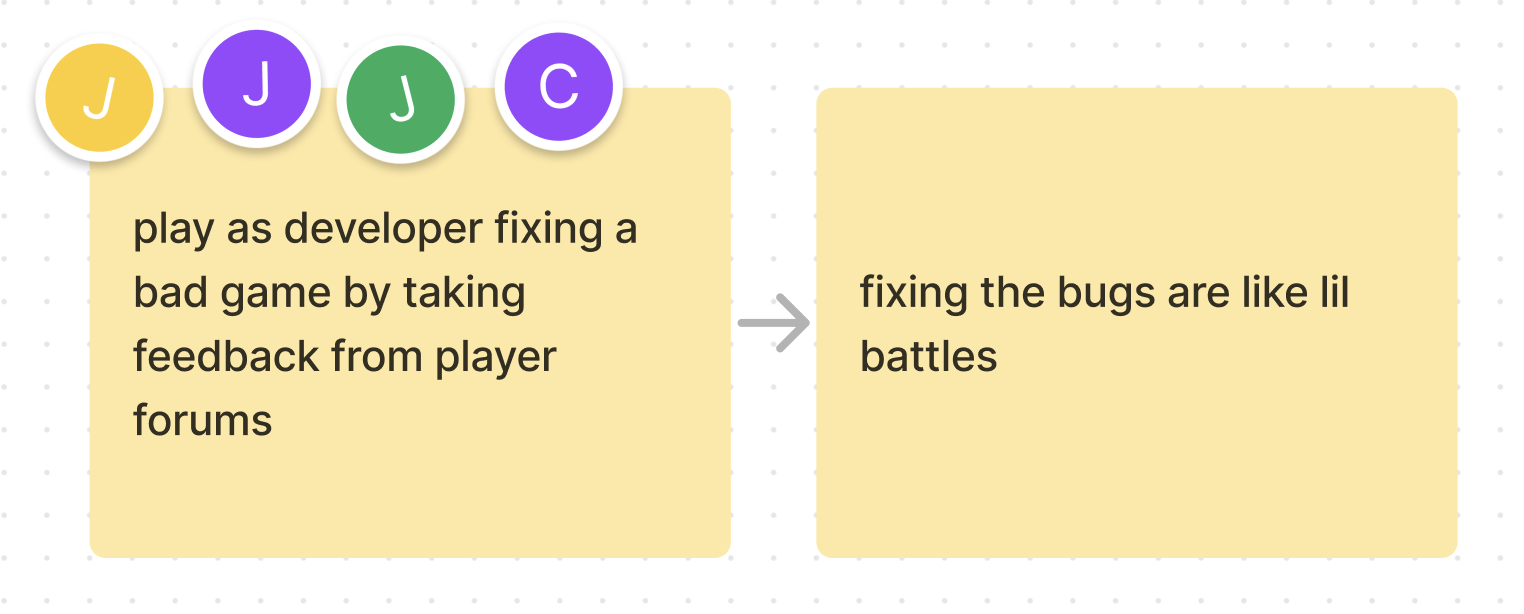 J
J
J
C
play as developer fixing a
bad game by taking
feedback from player
forums
fixing the bugs are like lil
battles